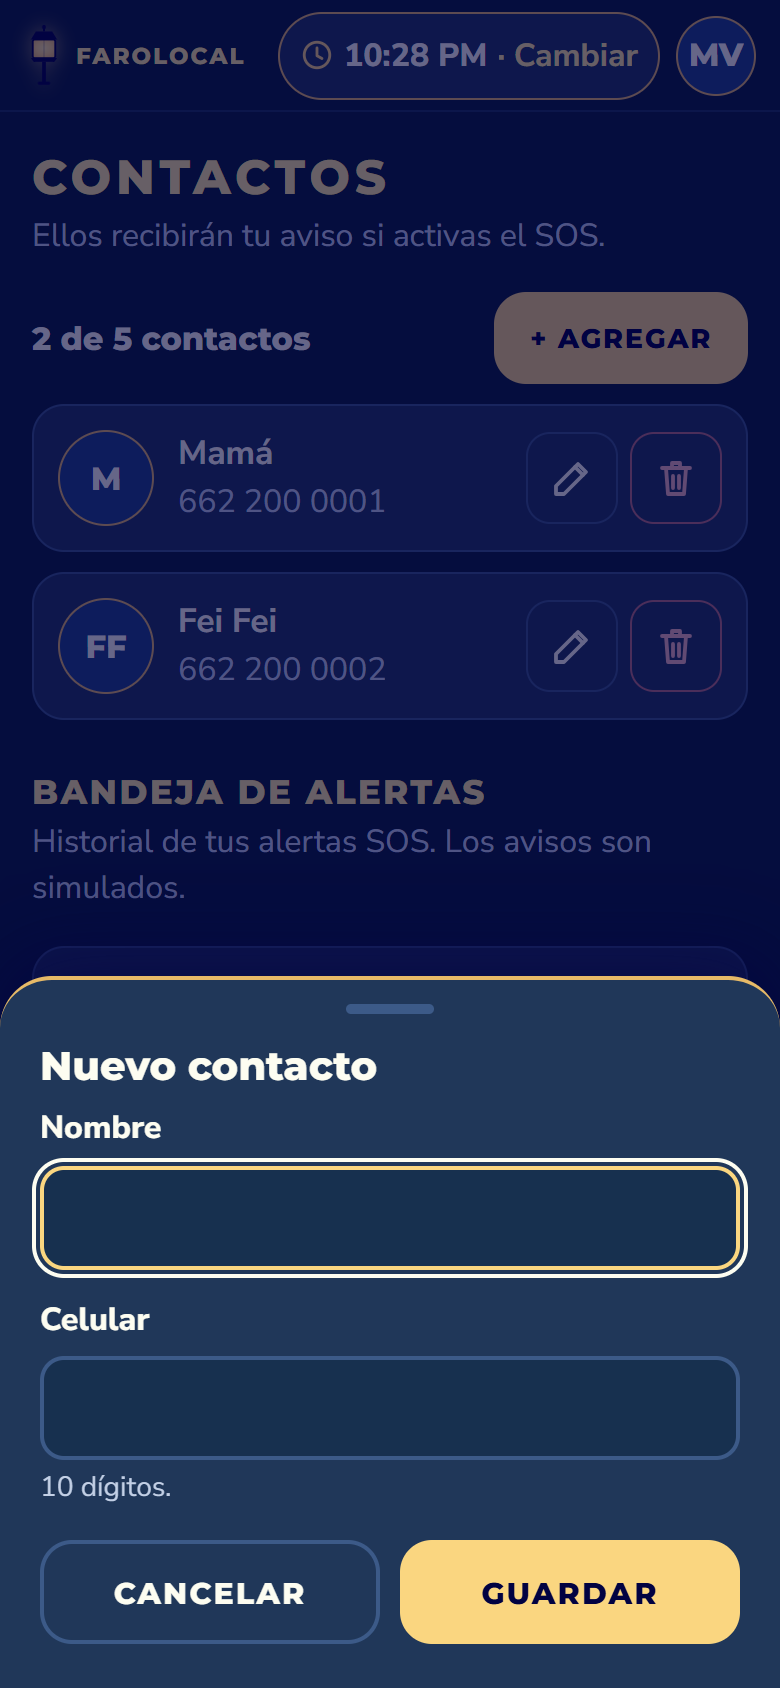 FAROLOCAL
10:28 PM · Cambiar
MV
CONTACTOS
Ellos recibirán tu aviso si activas el SOS.
2 de 5 contactos
+ AGREGAR
M
Mamá
662 200 0001
FF
Fei Fei
662 200 0002
BANDEJA DE ALERTAS
Historial de tus alertas SOS. Los avisos son
simulados.
Nuevo contacto
Nombre
Celular
10 dígitos.
CANCELAR
GUARDAR